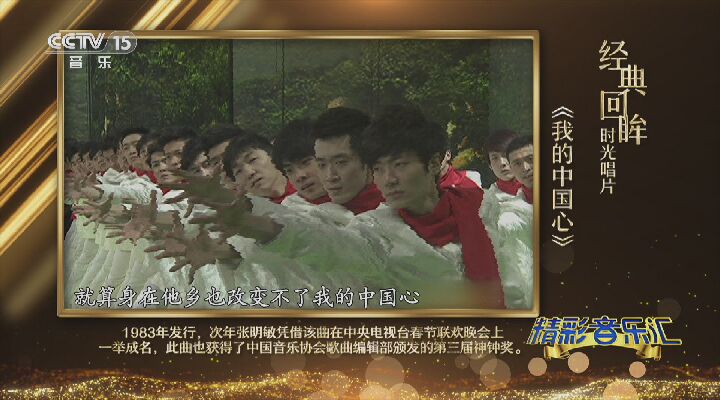 CCTV 15
音乐
经典回眸
时光唱片
《我的中国心》
就算身在他乡也改变不了我的中国心
1983年发行，次年张明敏凭借该曲在中央电视台春节联欢晚会上
一举成名，此曲也获得了中国音乐协会歌曲编辑部颁发的第三届神钟奖。
精彩音乐汇